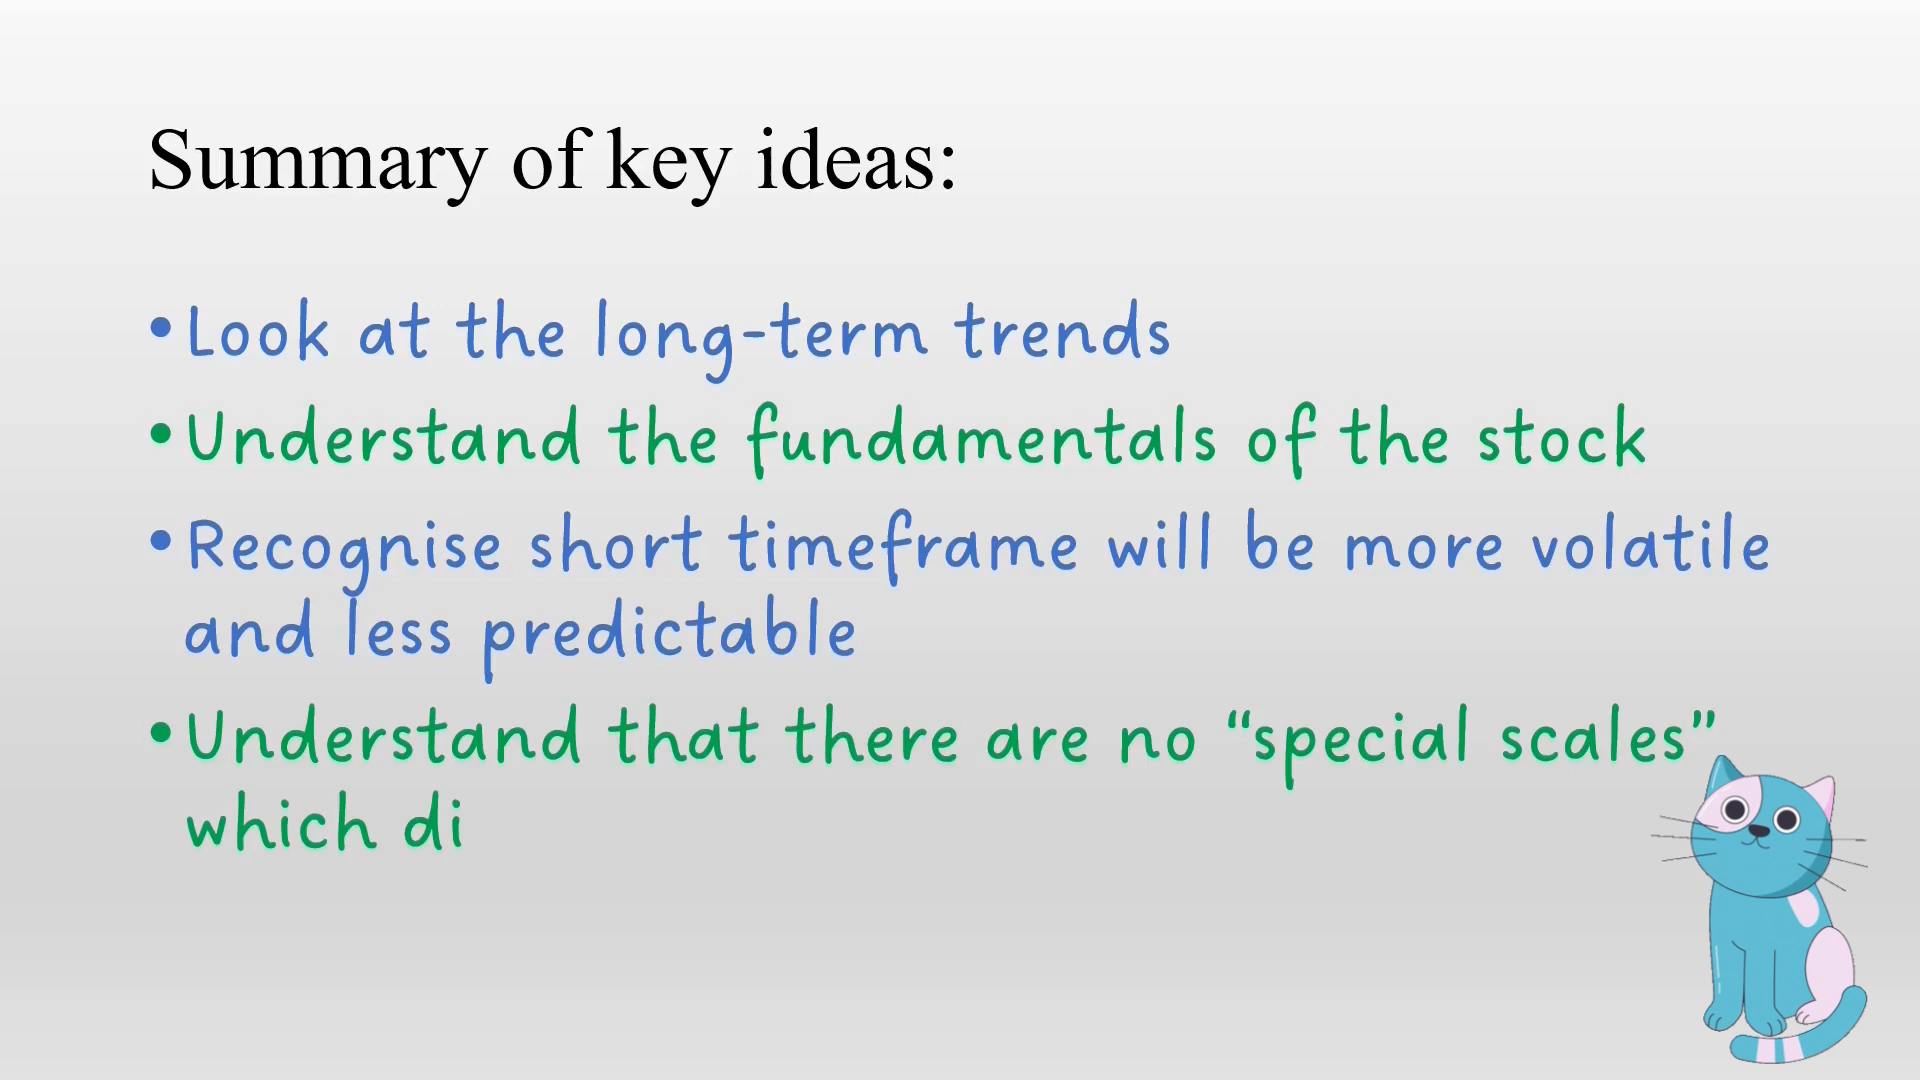 Summary of key ideas:
• Look at the long-term trends
• Understand the fundamentals of the stock
• Recognise short timeframe will be more volatile
and less predictable
• Understand that there are no “special scales”
which di